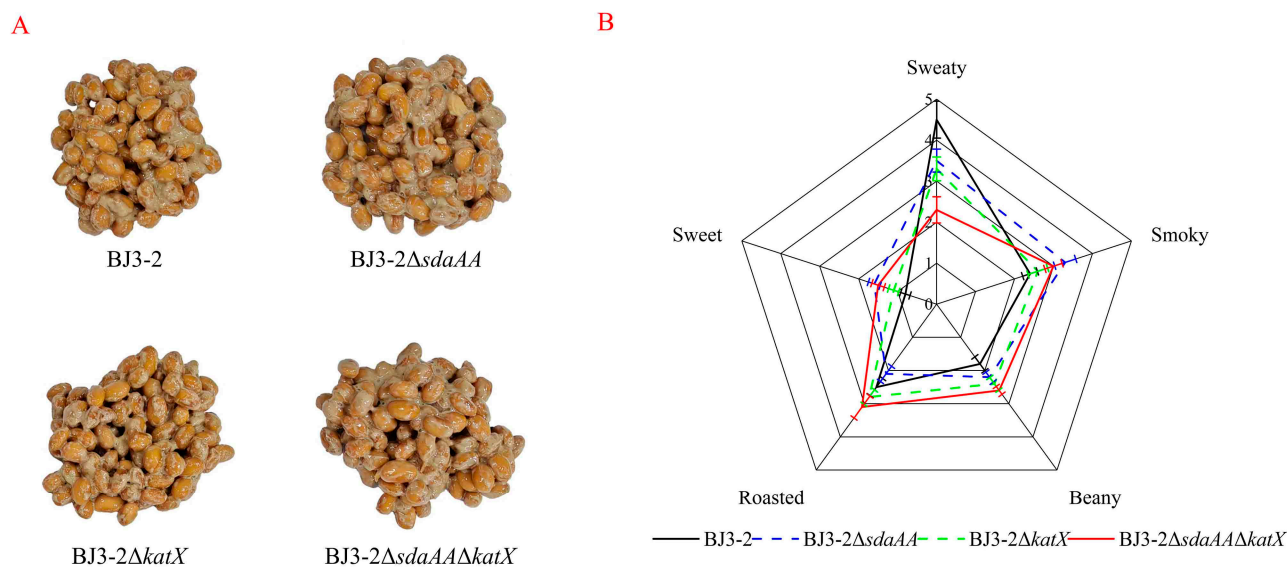 A
BJ3-2
BJ3-2ΔsdaAA
BJ3-2ΔkatX
BJ3-2ΔsdaAAΔkatX
B
Sweaty
5
4
3
2
1
0
Sweet
Smoky
Roasted
Beany
BJ3-2 BJ3-2ΔsdaAA BJ3-2ΔkatX BJ3-2ΔsdaAAΔkatX